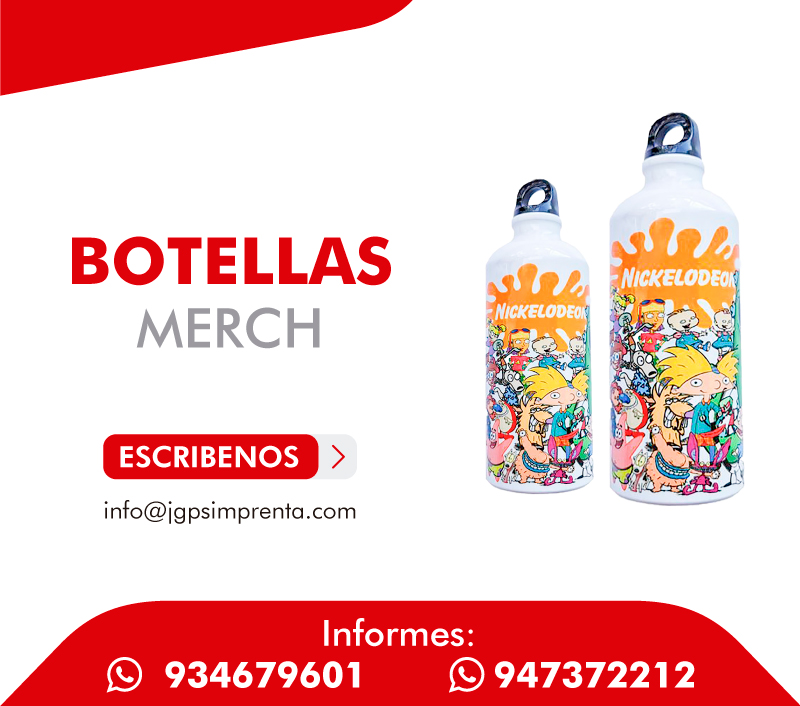 BOTELLAS
MERCH
ESCRIBENOS
info@jgpsimprenta.com
NICKELODEON
NICKELODEON
Informes:
934679601
947372212